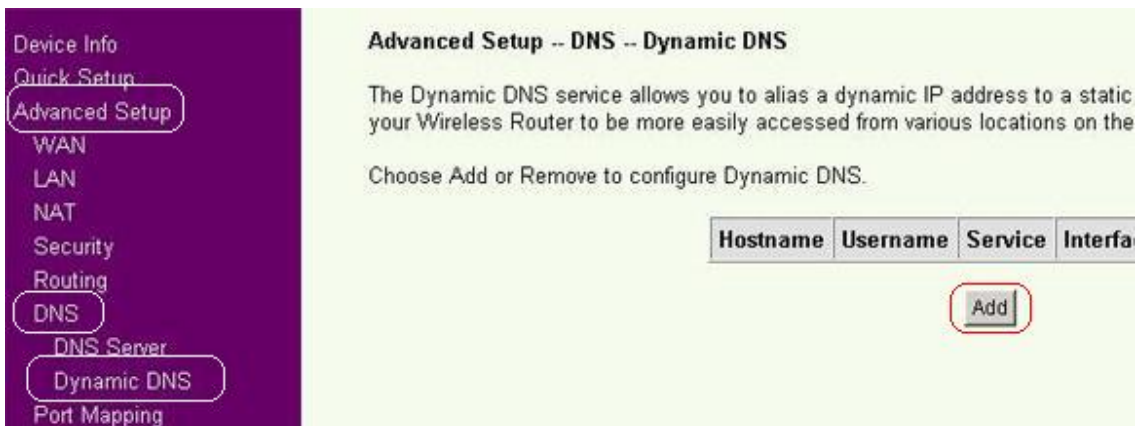 Device Info
Quick Setup
Advanced Setup
WAN
LAN
NAT
Security
Routing
DNS
DNS Server
Dynamic DNS
Port Mapping
Advanced Setup -- DNS -- Dynamic DNS
The Dynamic DNS service allows you to alias a dynamic IP address to a static
your Wireless Router to be more easily accessed from various locations on the
Choose Add or Remove to configure Dynamic DNS.
Hostname Username Service
Add